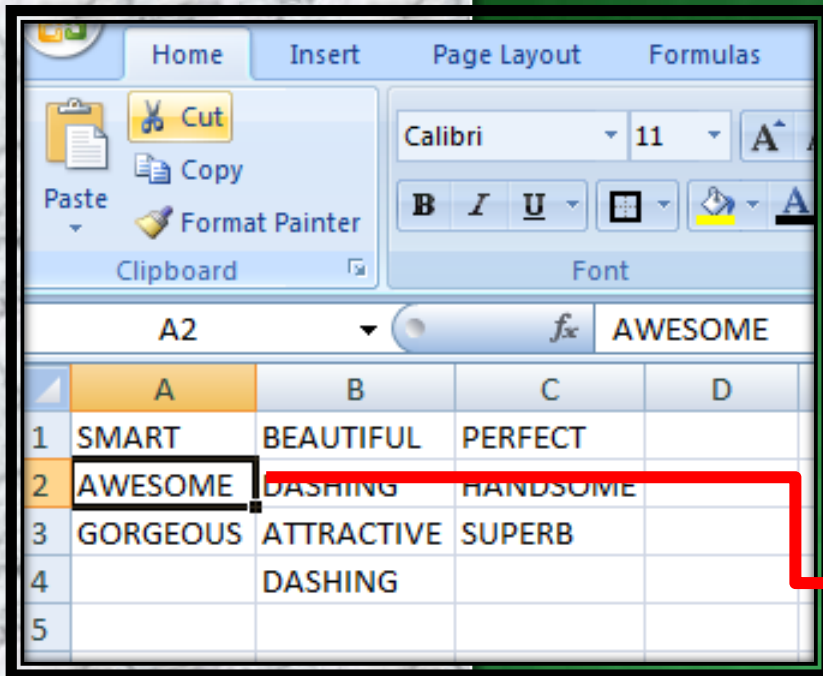 Home Insert Page Layout Formulas
Cut
Calibri 11 A
Copy
Paste
B I U A
Format Painter
Clipboard Font
A2 fx AWESOME
A B C D
1 SMART BEAUTIFUL PERFECT
2 AWESOME DASHING HANDSOME
3 GORGEOUS ATTRACTIVE SUPERB
4 DASHING
5